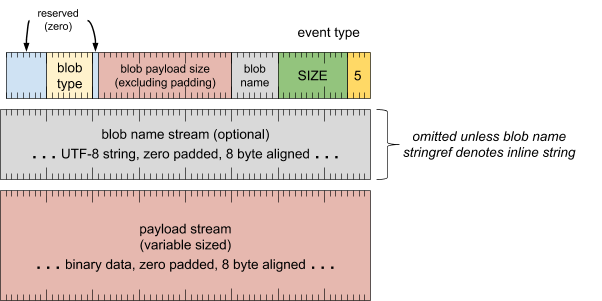 reserved
(zero)
event type
blob
type
blob payload size
(excluding padding)
blob
name
SIZE
5
blob name stream (optional)
. . . UTF-8 string, zero padded, 8 byte aligned . . .
omitted unless blob name
stringref denotes inline string
payload stream
(variable sized)
. . . binary data, zero padded, 8 byte aligned . . .